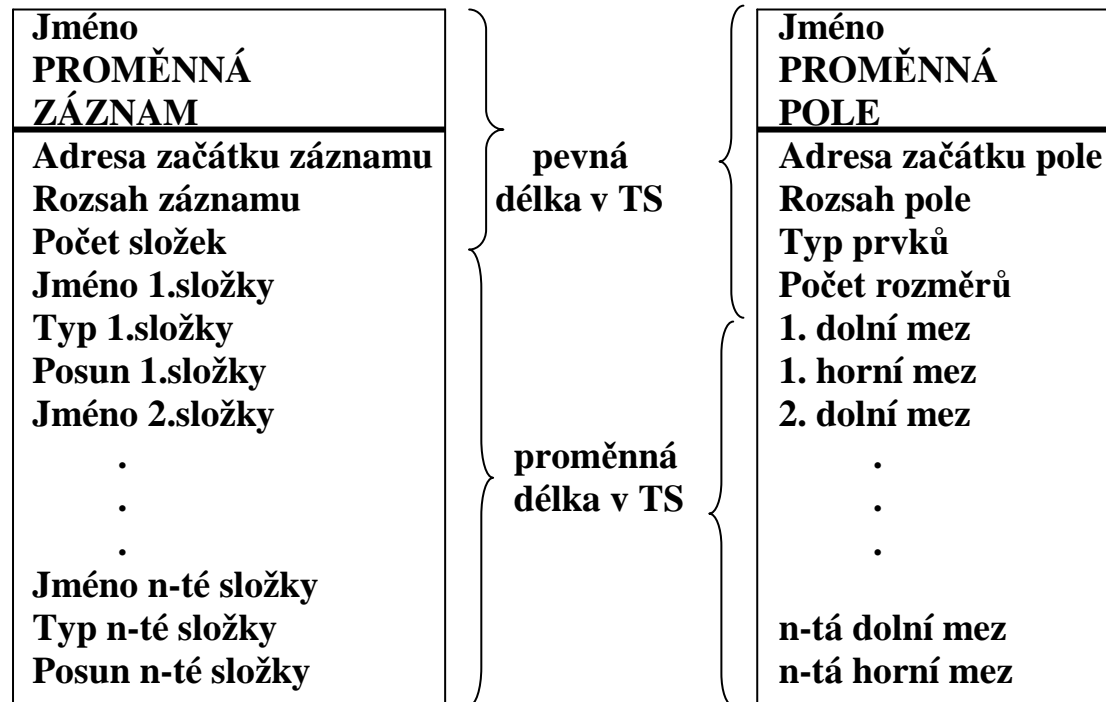 Jméno
PROMĚNNÁ
ZÁZNAM
Adresa začátku záznamu
Rozsah záznamu
Počet složek
Jméno 1.složky
Typ 1.složky
Posun 1.složky
Jméno 2.složky
.
.
.
Jméno n-té složky
Typ n-té složky
Posun n-té složky
pevná
délka v TS
proměnná
délka v TS
Jméno
PROMĚNNÁ
POLE
Adresa začátku pole
Rozsah pole
Typ prvků
Počet rozměrů
1. dolní mez
1. horní mez
2. dolní mez
.
.
.
n-tá dolní mez
n-tá horní mez